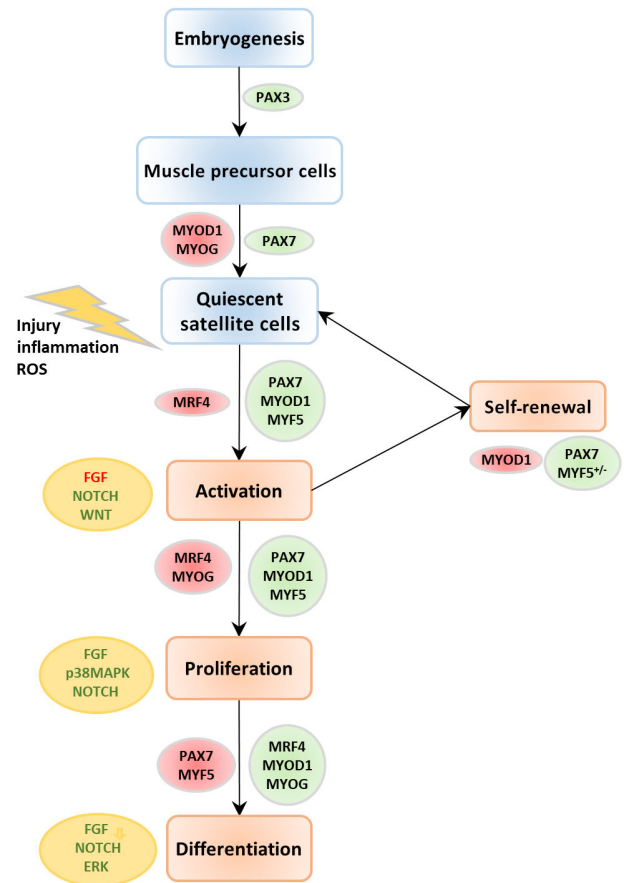 Embryogenesis
PAX3
Muscle precursor cells
MYOD1
MYOG
PAX7
Quiescent
satellite cells
Injury
inflammation
ROS
MRF4
PAX7
MYOD1
MYF5
Self-renewal
MYOD1
PAX7
MYF5+/-
FGF
NOTCH
WNT
Activation
MRF4
MYOG
PAX7
MYOD1
MYF5
FGF
p38MAPK
NOTCH
Proliferation
PAX7
MYF5
MRF4
MYOD1
MYOG
FGF
NOTCH
ERK
Differentiation